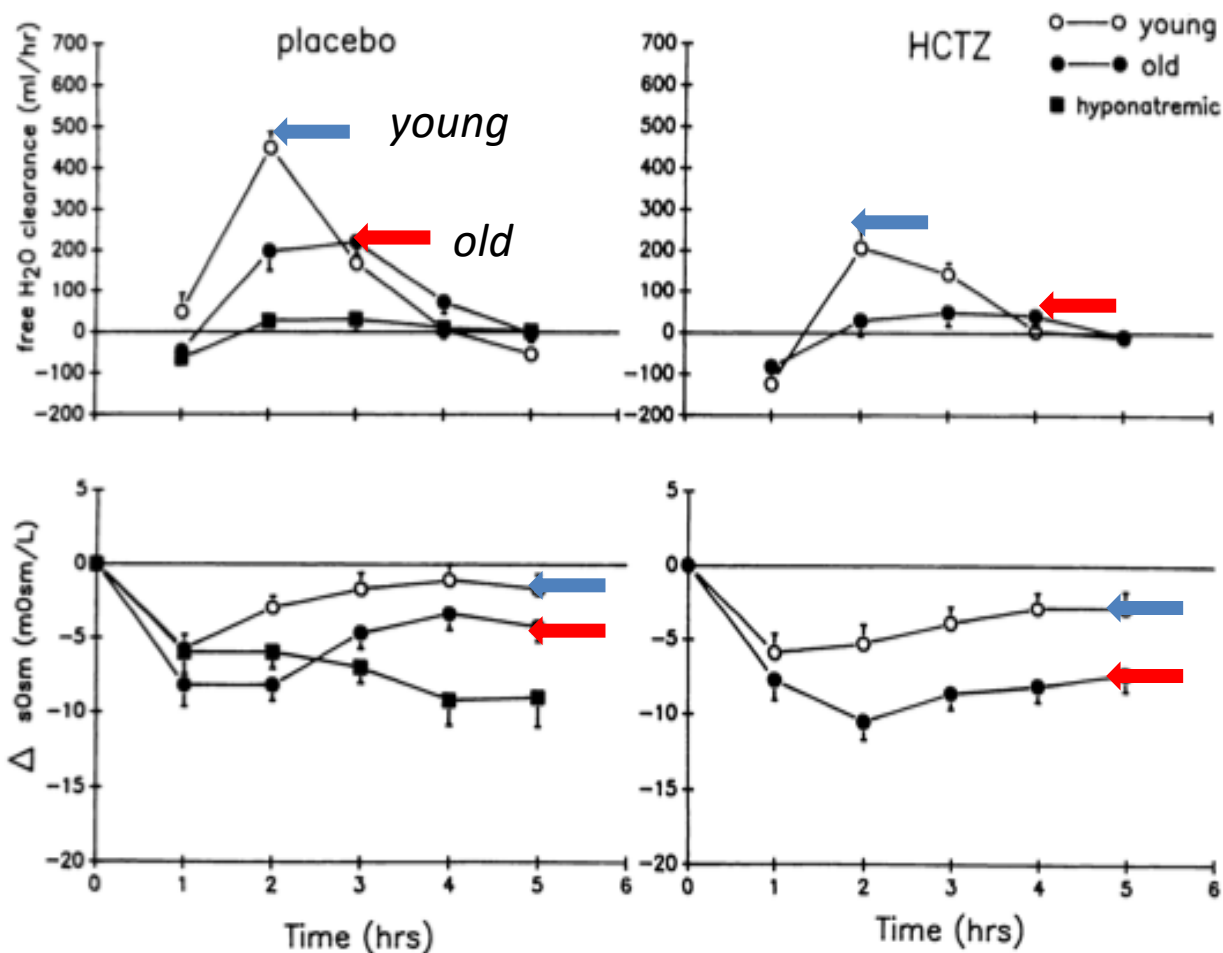 placebo
young
old
free H₂O clearance (ml/hr)
700
600
500
400
300
200
100
0
-100
-200
HCTZ
young
old
hyponatremic
700
600
500
400
300
200
100
0
-100
-200
Δ sOsm (mOsm/L)
5
0
-5
-10
-15
-20
0 1 2 3 4 5 6
Time (hrs)
5
0
-5
-10
-15
-20
0 1 2 3 4 5 6
Time (hrs)